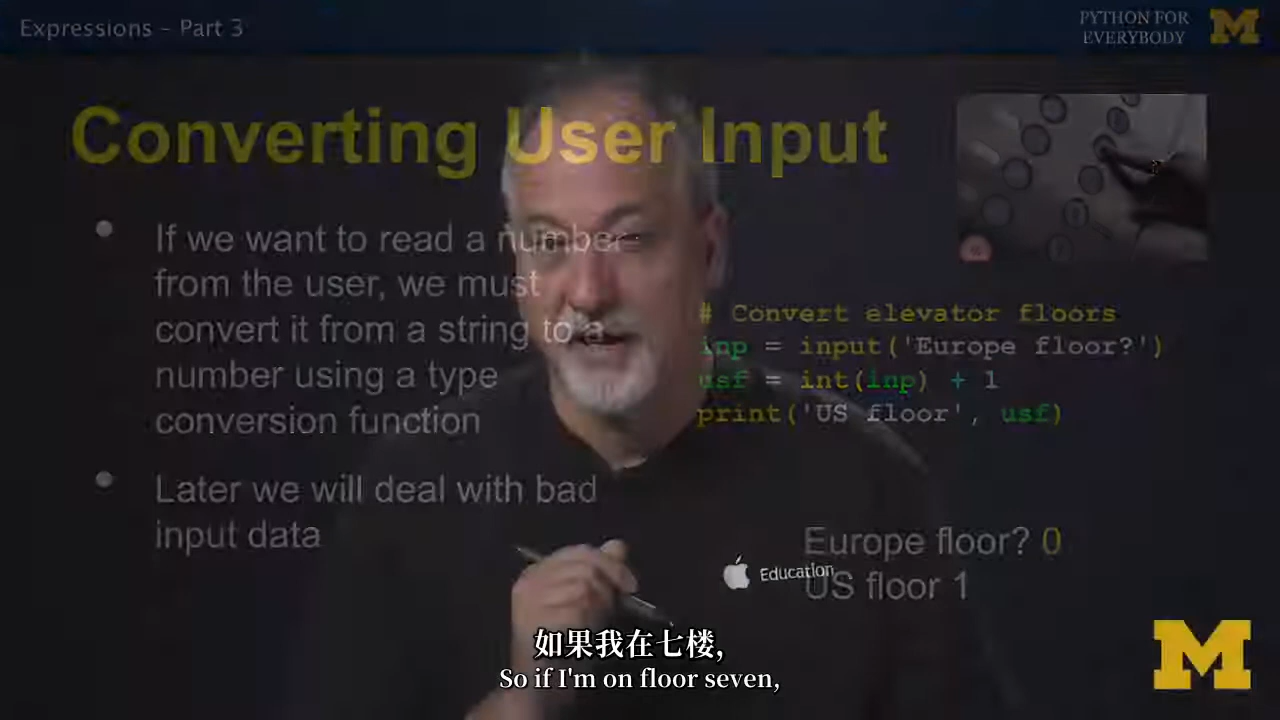 Expressions – Part 3
PYTHON FOR
EVERYBODY
M
Converting User Input
If we want to read a number
from the user, we must
convert it from a string to a
number using a type
conversion function
Later we will deal with bad
input data
# Convert elevator floors
inp = input('Europe floor?')
usf = int(inp) + 1
print('US floor', usf)
Europe floor? 0
US floor 1
Education
M
如果我在七楼，
So if I'm on floor seven,